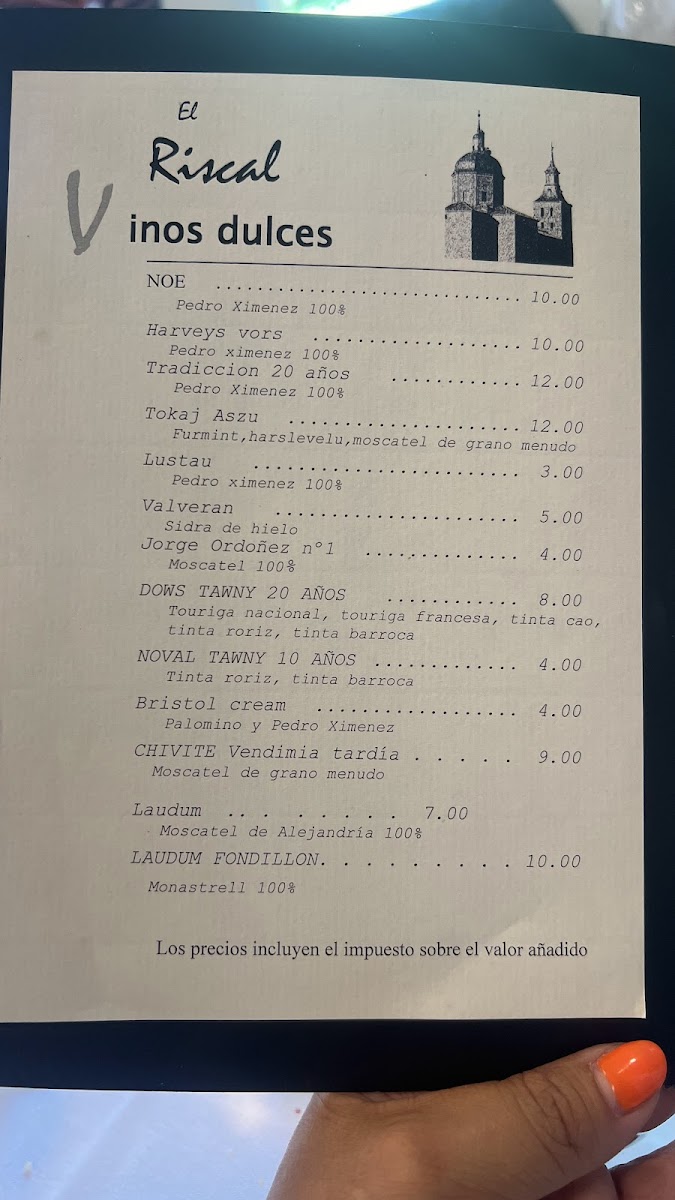 El
Riscal
Vinos dulces
NOE .............................. 10.00
Pedro Ximenez 100%
Harveys vors ................... 10.00
Pedro ximenez 100%
Tradiccion 20 años ............ 12.00
Pedro Ximenez 100%
Tokaj Aszu ..................... 12.00
Furmint,harslevelu,moscatel de grano menudo
Lustau ........................ 3.00
Pedro ximenez 100%
Valveran ...................... 5.00
Sidra de hielo
Jorge Ordoñez nº1 .............. 4.00
Moscatel 100%
DOWS TAWNY 20 AÑOS ............ 8.00
Touriga nacional, touriga francesa, tinta cao,
tinta roriz, tinta barroca
NOVAL TAWNY 10 AÑOS ............. 4.00
Tinta roriz, tinta barroca
Bristol cream .................. 4.00
Palomino y Pedro Ximenez
CHIVITE Vendimia tardía . . . . . 9.00
Moscatel de grano menudo
Laudum .. . . . . . . . 7.00
Moscatel de Alejandría 100%
LAUDUM FONDILLON. . . . . . . . . . 10.00
Monastrell 100%
Los precios incluyen el impuesto sobre el valor añadido